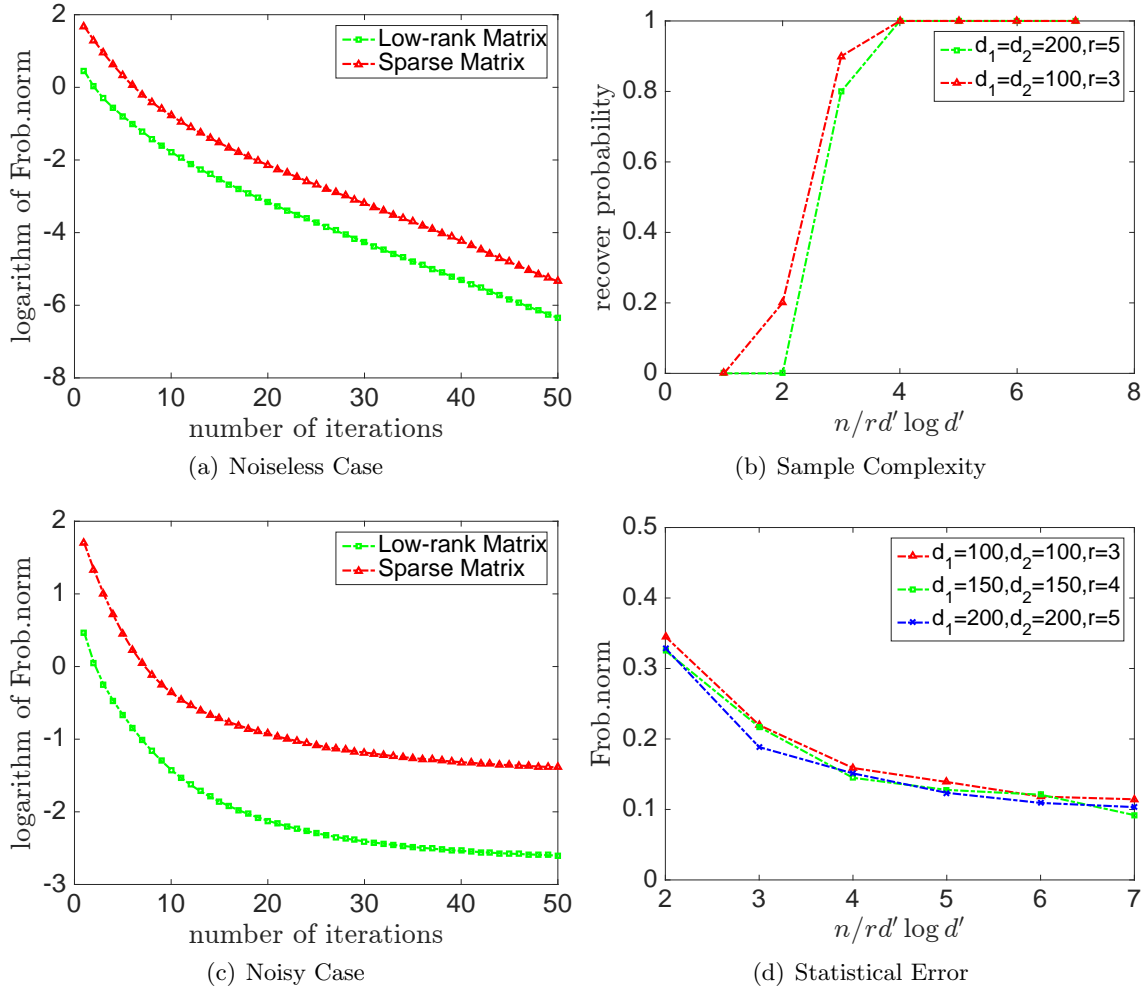 2
0
-2
-4
-6
-8
0 10 20 30 40 50
logarithm of Frob.norm
number of iterations
Low-rank Matrix
Sparse Matrix
(a) Noiseless Case
1
0.8
0.6
0.4
0.2
0
0 2 4 6 8
recover probability
n/rd′ log d′
d1=d2=200,r=5
d1=d2=100,r=3
(b) Sample Complexity
2
1
0
-1
-2
-3
0 10 20 30 40 50
logarithm of Frob.norm
number of iterations
Low-rank Matrix
Sparse Matrix
(c) Noisy Case
0.5
0.4
0.3
0.2
0.1
0
2 3 4 5 6 7
Frob.norm
n/rd′ log d′
d1=100,d2=100,r=3
d1=150,d2=150,r=4
d1=200,d2=200,r=5
(d) Statistical Error